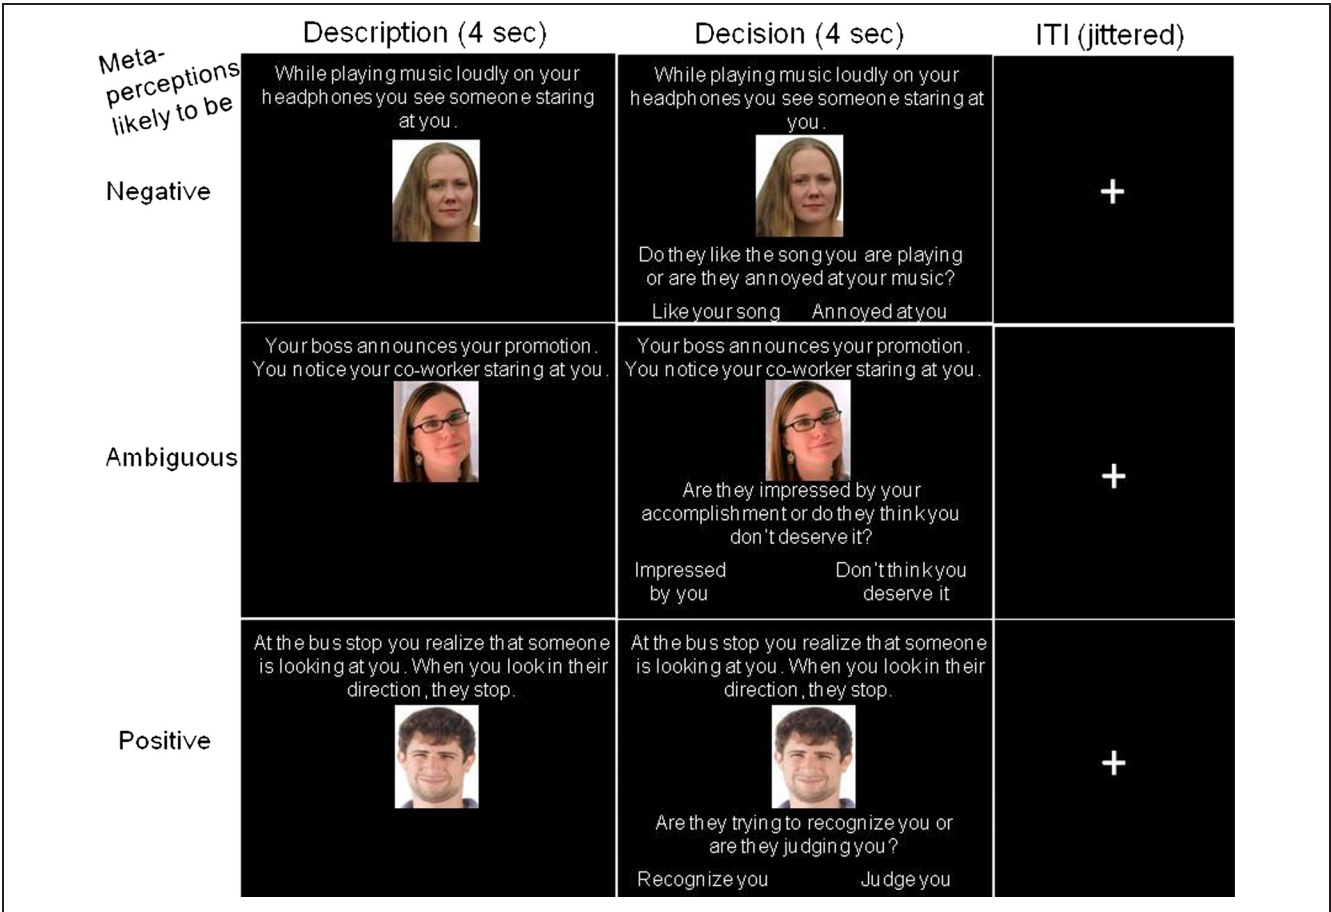 Description (4 sec)
Decision (4 sec)
ITI (jittered)
Meta-
perceptions
likely to be
Negative
While playing music loudly on your
headphones you see someone staring
at you.
While playing music loudly on your
headphones you see someone staring at
you.
Do they like the song you are playing
or are they annoyed at your music?
Like your song
Annoyed at you
+
Ambiguous
Your boss announces your promotion.
You notice your co-worker staring at you.
Your boss announces your promotion.
You notice your co-worker staring at you.
Are they impressed by your
accomplishment or do they think you
don't deserve it?
Impressed
by you
Don't think you
deserve it
+
Positive
At the bus stop you realize that someone
is looking at you. When you look in their
direction, they stop.
At the bus stop you realize that someone
is looking at you. When you look in their
direction, they stop.
Are they trying to recognize you or
are they judging you?
Recognize you
Judge you
+